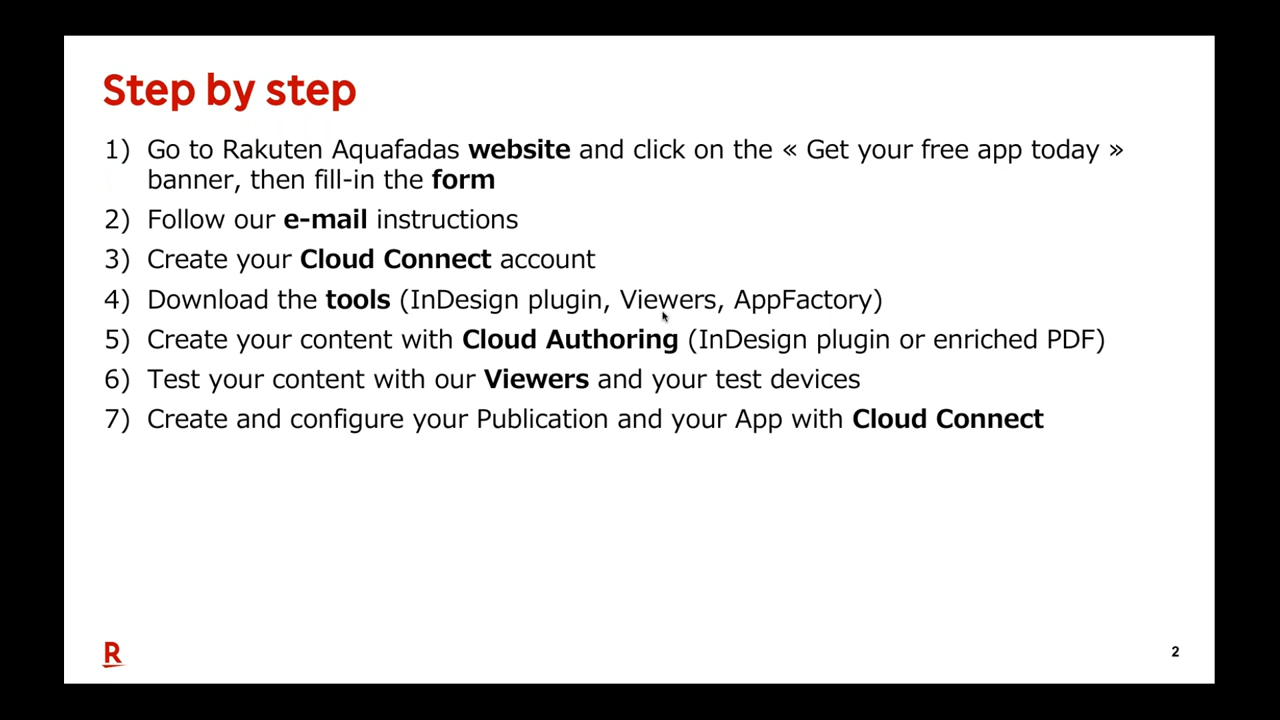 Step by step
1) Go to Rakuten Aquafadas website and click on the « Get your free app today »
banner, then fill-in the form
2) Follow our e-mail instructions
3) Create your Cloud Connect account
4) Download the tools (InDesign plugin, Viewers, AppFactory)
5) Create your content with Cloud Authoring (InDesign plugin or enriched PDF)
6) Test your content with our Viewers and your test devices
7) Create and configure your Publication and your App with Cloud Connect
R
2